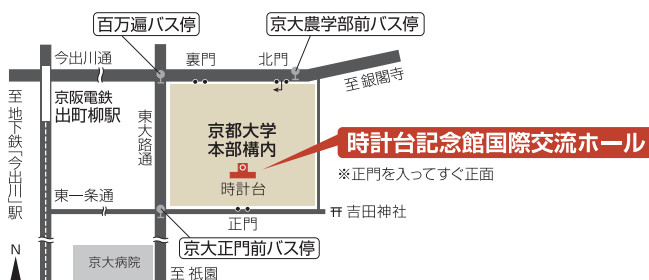 百万遍バス停
京大農学部前バス停
今出川通
裏門
北門
至 銀閣寺
至 地下鉄「今出川」駅
京阪電鉄
出町柳駅
東大路通
京都大学
本部構内
時計台
時計台記念館国際交流ホール
※正門を入ってすぐ正面
東一条通
正門
吉田神社
京大正門前バス停
N
京大病院
至 祇園